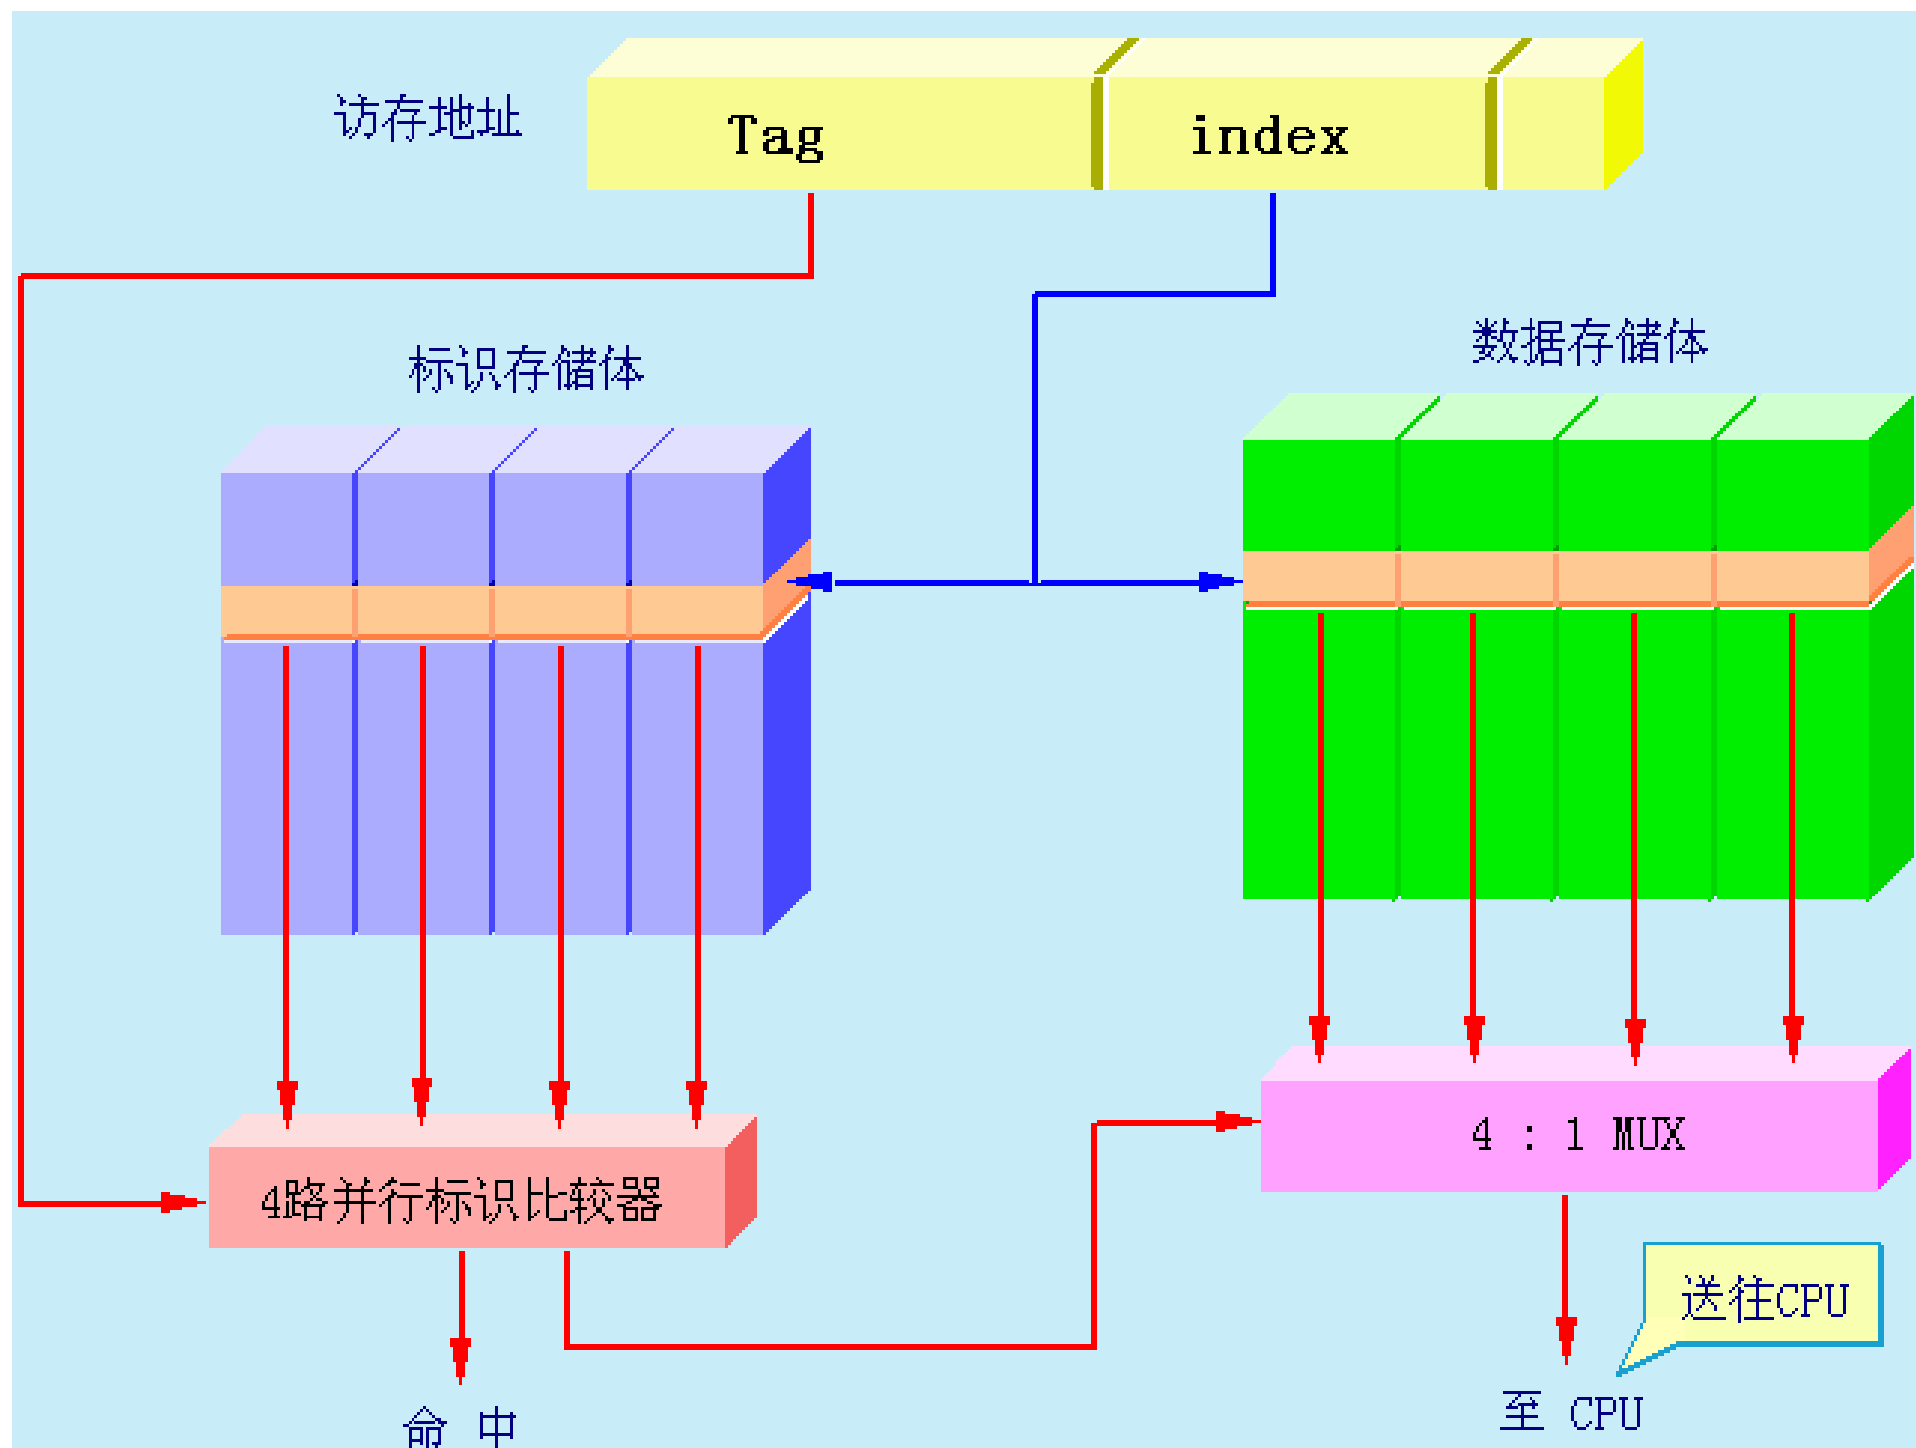 访存地址
Tag
index
标识存储体
数据存储体
4路并行标识比较器
4 : 1 MUX
送往CPU
命 中
至 CPU